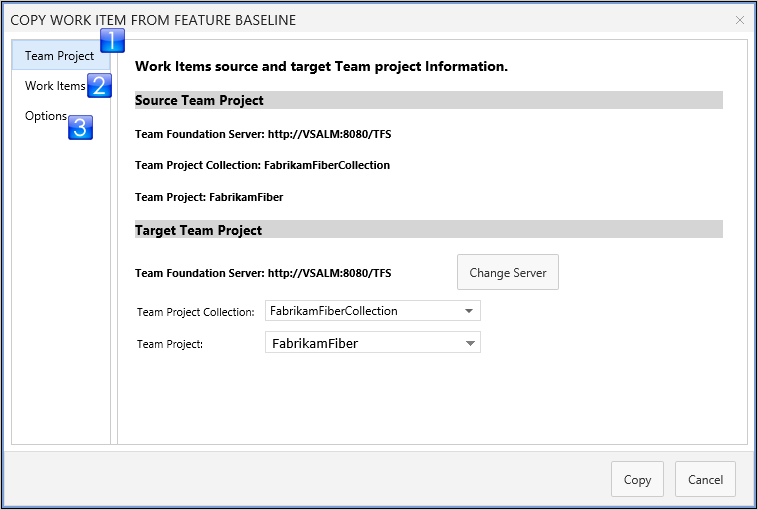 COPY WORK ITEM FROM FEATURE BASELINE
Team Project 1
Work Items 2
Options 3
Work Items source and target Team project Information.
Source Team Project
Team Foundation Server: http://VSALM:8080/TFS
Team Project Collection: FabrikamFiberCollection
Team Project: FabrikamFiber
Target Team Project
Team Foundation Server: http://VSALM:8080/TFS Change Server
Team Project Collection: FabrikamFiberCollection
Team Project: FabrikamFiber
Copy Cancel